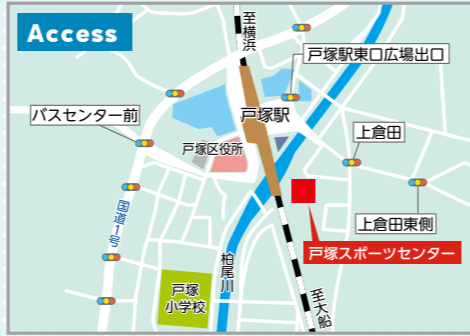 Access
至横浜
戸塚駅東口広場出口
バスセンター前
戸塚駅
上倉田
戸塚区役所
上倉田東側
国道1号
戸塚スポーツセンター
柏尾川
戸塚
小学校
至大船